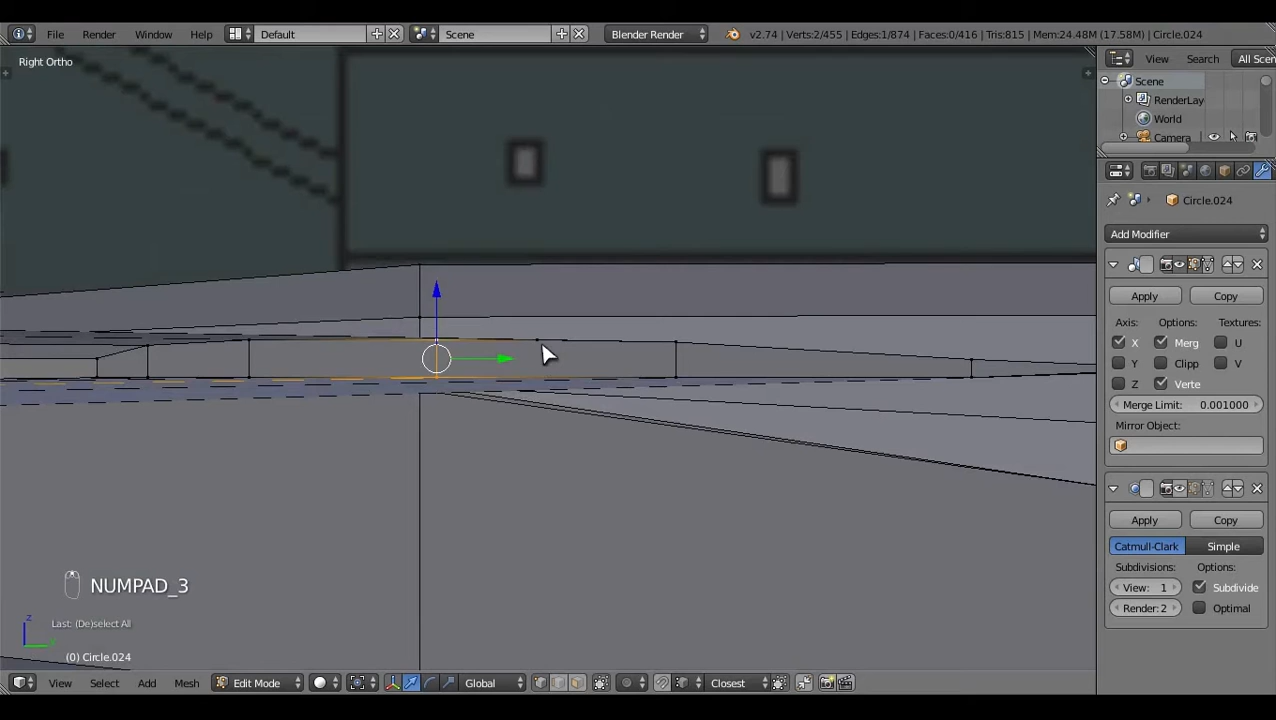 File Render Window Help Default Scene Blender Render v2.74 | Verts:2/455 | Edges:1/874 | Faces:0/416 | Tris:815 | Mem:24.48M (17.58M) | Circle.024
Right Ortho
View Search All Scen
Scene
RenderLay
World
Camera
Circle.024
Add Modifier
Apply Copy
Axis: Options: Textures:
X Merg U
Y Clipp V
Z Verte
Merge Limit: 0.001000
Mirror Object:
Apply Copy
Catmull-Clark Simple
Subdivisions: Options:
View: 1 Subdivide
Render: 2 Optimal
NUMPAD_3
Last: (De)select All
z
(0) Circle.024
View Select Add Mesh Edit Mode Global Closest